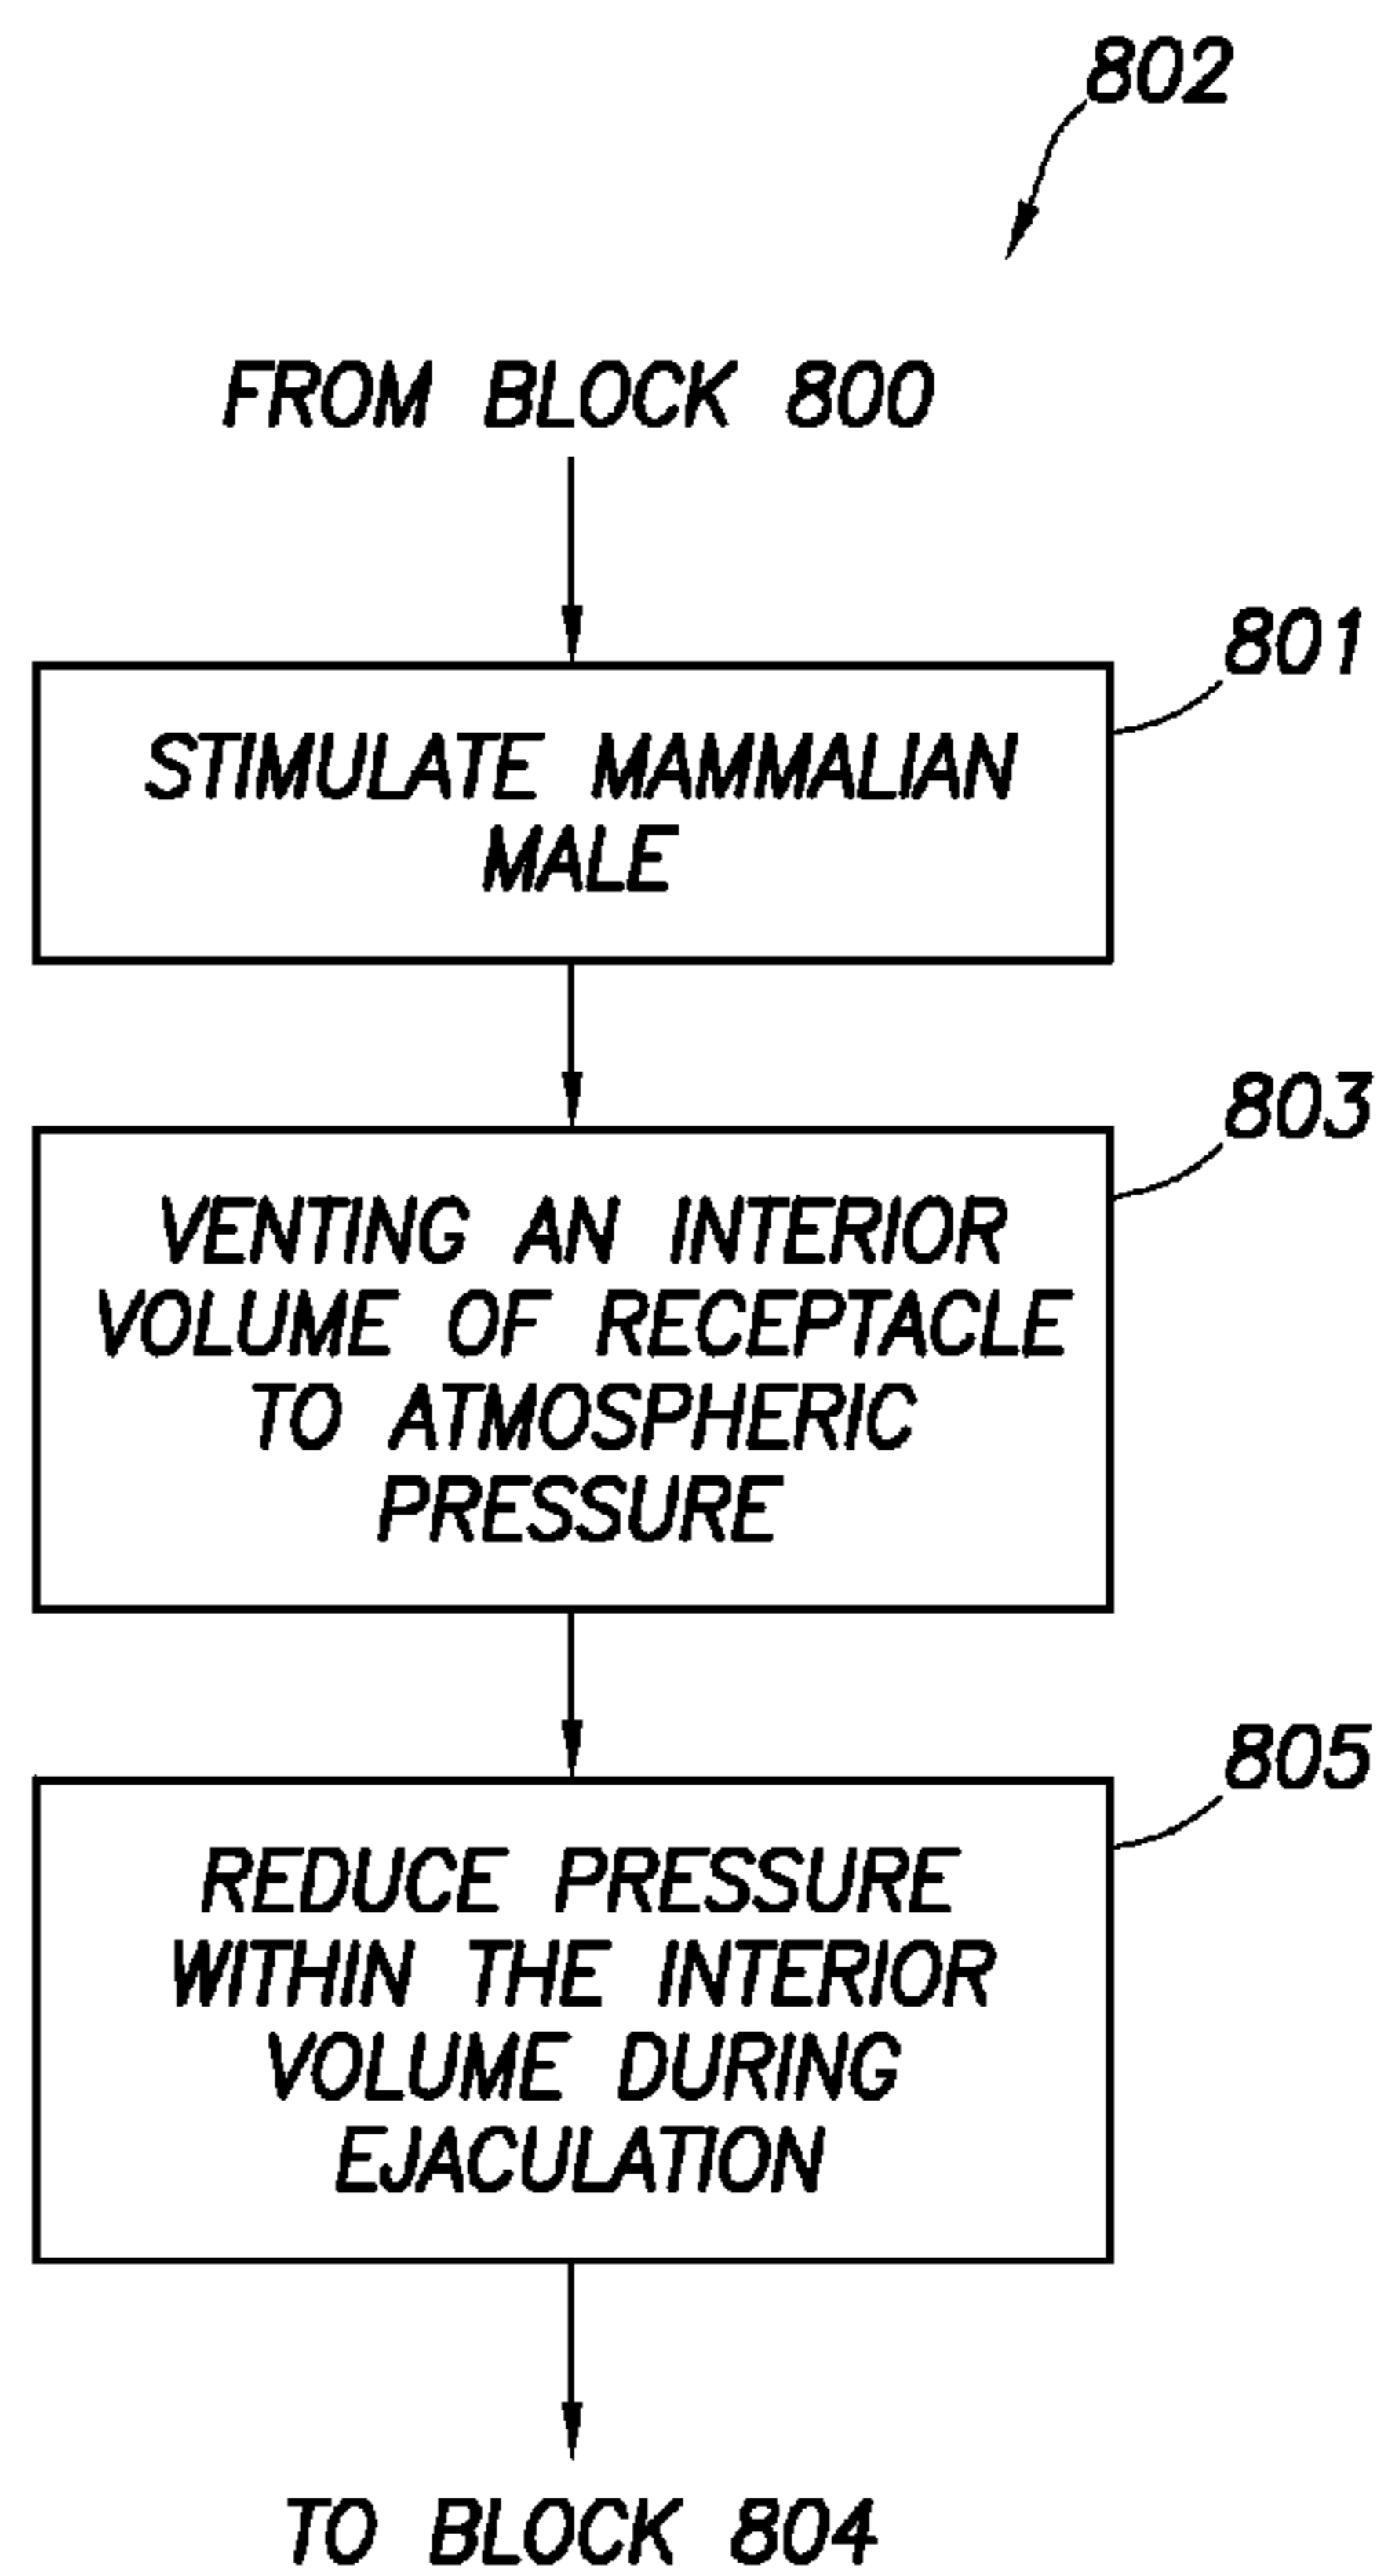 802
FROM BLOCK 800
801
STIMULATE MAMMALIAN
MALE
803
VENTING AN INTERIOR
VOLUME OF RECEPTACLE
TO ATMOSPHERIC
PRESSURE
805
REDUCE PRESSURE
WITHIN THE INTERIOR
VOLUME DURING
EJACULATION
TO BLOCK 804